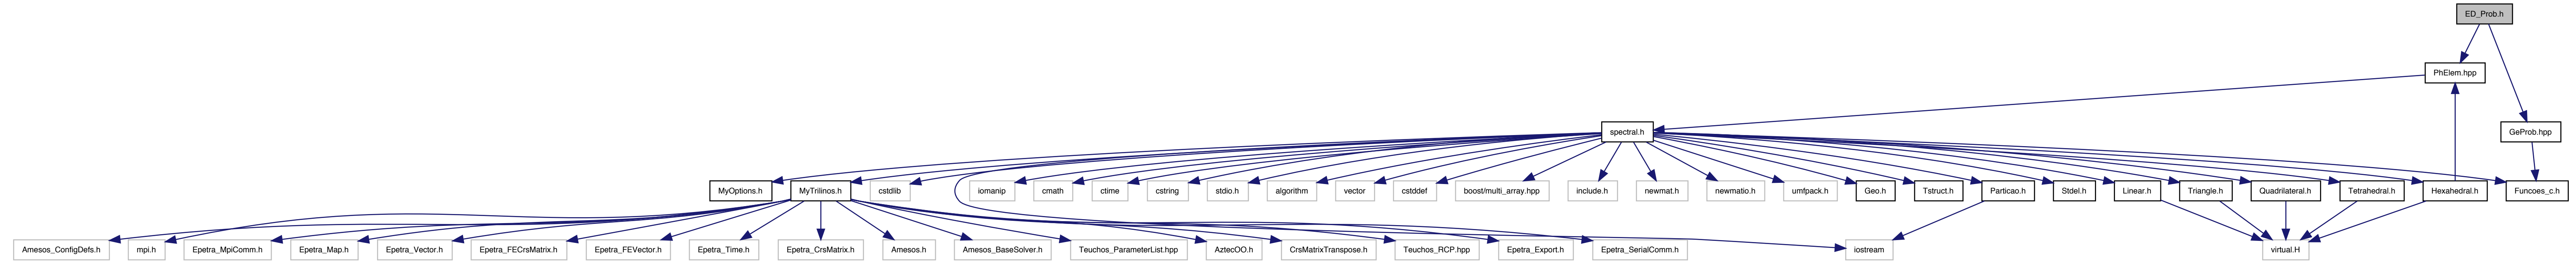 ED_Prob.h
PhElem.hpp
spectral.h
GeProb.hpp
MyOptions.h
MyTrilinos.h
cstdlib
iomanip
cmath
ctime
cstring
stdio.h
algorithm
vector
cstddef
boost/multi_array.hpp
include.h
newmat.h
newmatio.h
umfpack.h
Geo.h
Tstruct.h
Particao.h
Stdel.h
Linear.h
Triangle.h
Quadrilateral.h
Tetrahedral.h
Hexahedral.h
Funcoes_c.h
Amesos_ConfigDefs.h
mpi.h
Epetra_MpiComm.h
Epetra_Map.h
Epetra_Vector.h
Epetra_FECrsMatrix.h
Epetra_FEVector.h
Epetra_Time.h
Epetra_CrsMatrix.h
Amesos.h
Amesos_BaseSolver.h
Teuchos_ParameterList.hpp
AztecOO.h
CrsMatrixTranspose.h
Teuchos_RCP.hpp
Epetra_Export.h
Epetra_SerialComm.h
iostream
virtual.H